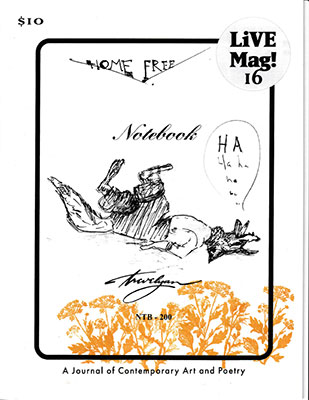 $10
LiVE
Mag!
16
HOME FREE
Notebook
HA
Ha ha
ha
Trevelyan
NTB - 200
A Journal of Contemporary Art and Poetry